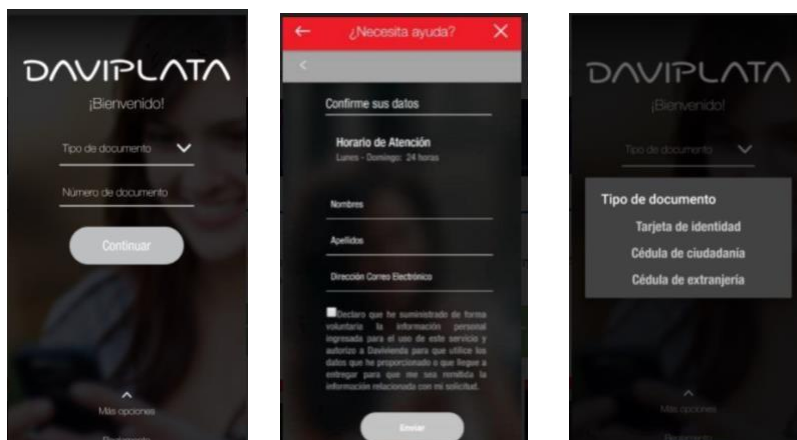 DAVIPLATA
¡Bienvenido!
Tipo de documento
Número de documento
Continuar
Más opciones
¿Necesita ayuda?
Confirme sus datos
Horario de Atención
Lunes - Domingo: 24 horas
Nombres
Apellidos
Dirección Correo Electrónico
Declaro que he suministrado de forma
voluntaria la información personal
ingresada para el uso de este servicio y
autorizo a Davivienda para que utilice los
datos que he proporcionado o que llegue a
entregar para que me sea remitida la
información relacionada con mi solicitud.
Enviar
DAVIPLATA
¡Bienvenido!
Tipo de documento
Tipo de documento
Tarjeta de identidad
Cédula de ciudadanía
Cédula de extranjería
Más opciones